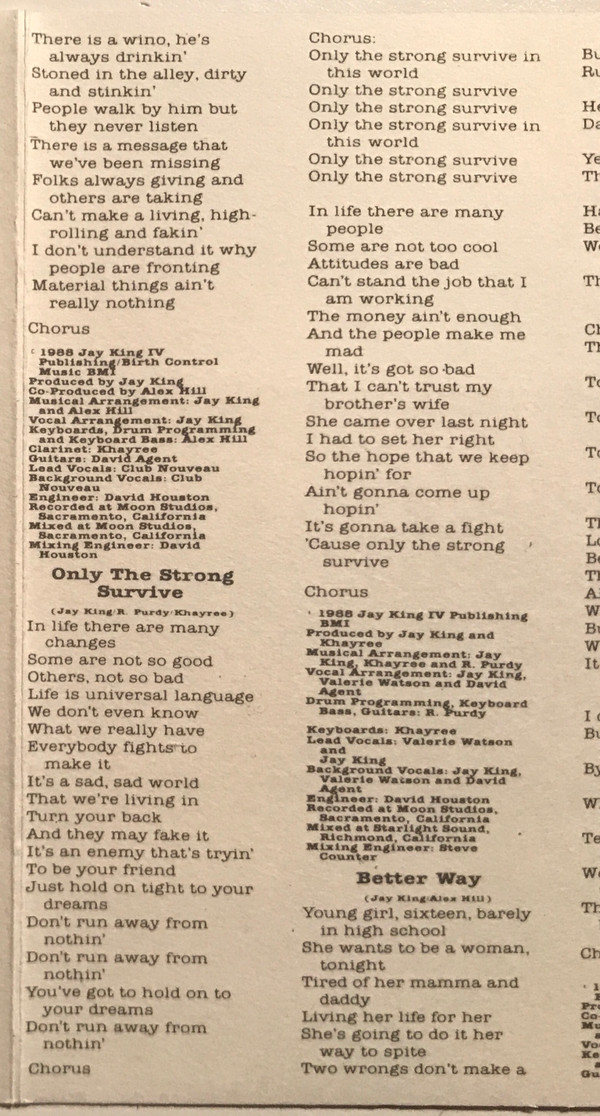 There is a wino, he's
always drinkin'
Stoned in the alley, dirty
and stinkin'
People walk by him but
they never listen
There is a message that
we've been missing
Folks always giving and
others are taking
Can't make a living, high-
rolling and fakin'
I don't understand it why
people are fronting
Material things ain't
really nothing
Chorus
1988 Jay King IV
Publishing/Birth Control
Music BMI
Produced by Jay King
Co-Produced by Alex Hill
Musical Arrangement: Jay King
and Alex Hill
Vocal Arrangement: Jay King
Keyboards, Drum Programming
and Keyboard Bass: Alex Hill
Clarinet: Khayree
Guitars: David Agent
Lead Vocals: Club Nouveau
Background Vocals: Club
Nouveau
Engineer: David Houston
Recorded at Moon Studios,
Sacramento, California
Mixed at Moon Studios,
Sacramento, California
Mixing Engineer: David
Houston
Only The Strong
Survive
(Jay King/R. Purdy/Khayree)
In life there are many
changes
Some are not so good
Others, not so bad
Life is universal language
We don't even know
What we really have
Everybody fights to
make it
It's a sad, sad world
That we're living in
Turn your back
And they may fake it
It's an enemy that's tryin'
To be your friend
Just hold on tight to your
dreams
Don't run away from
nothin'
Don't run away from
nothin'
You've got to hold on to
your dreams
Don't run away from
nothin'
Chorus
Chorus:
Only the strong survive in
this world
Only the strong survive
Only the strong survive
Only the strong survive in
this world
Only the strong survive
Only the strong survive
In life there are many
people
Some are not too cool
Attitudes are bad
Can't stand the job that I
am working
The money ain't enough
And the people make me
mad
Well, it's got so bad
That I can't trust my
brother's wife
She came over last night
I had to set her right
So the hope that we keep
hopin' for
Ain't gonna come up
hopin'
It's gonna take a fight
'Cause only the strong
survive
Chorus
1988 Jay King IV Publishing
BMI
Produced by Jay King and
Khayree
Musical Arrangement: Jay
King, Khayree and R. Purdy
Vocal Arrangement: Jay King,
Valerie Watson and David
Agent
Drum Programming, Keyboard
Bass, Guitars: R. Purdy
Keyboards: Khayree
Lead Vocals: Valerie Watson
and
Jay King
Background Vocals: Jay King,
Valerie Watson and David
Agent
Engineer: David Houston
Recorded at Moon Studios,
Sacramento, California
Mixed at Starlight Sound,
Richmond, California
Mixing Engineer: Steve
Counter
Better Way
(Jay King/Alex Hill)
Young girl, sixteen, barely
in high school
She wants to be a woman,
tonight
Tired of her mamma and
daddy
Living her life for her
She's going to do it her
way to spite
Two wrongs don't make a